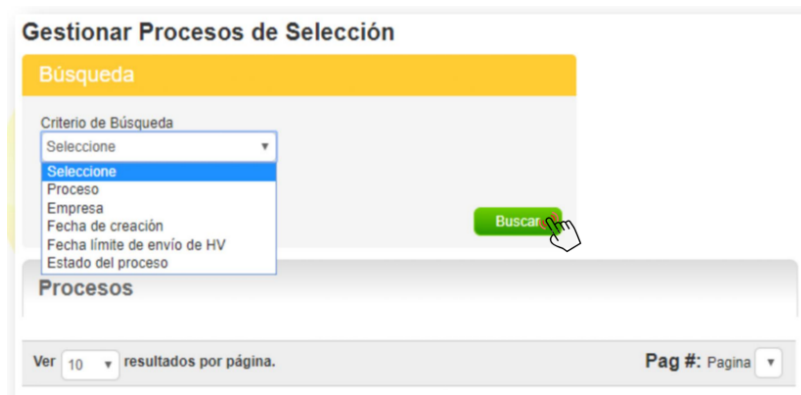 Gestionar Procesos de Selección
Búsqueda
Criterio de Búsqueda
Seleccione
Seleccione
Proceso
Empresa
Fecha de creación
Fecha límite de envío de HV
Estado del proceso
Buscar
Procesos
Ver 10 resultados por página. Pag #: Pagina